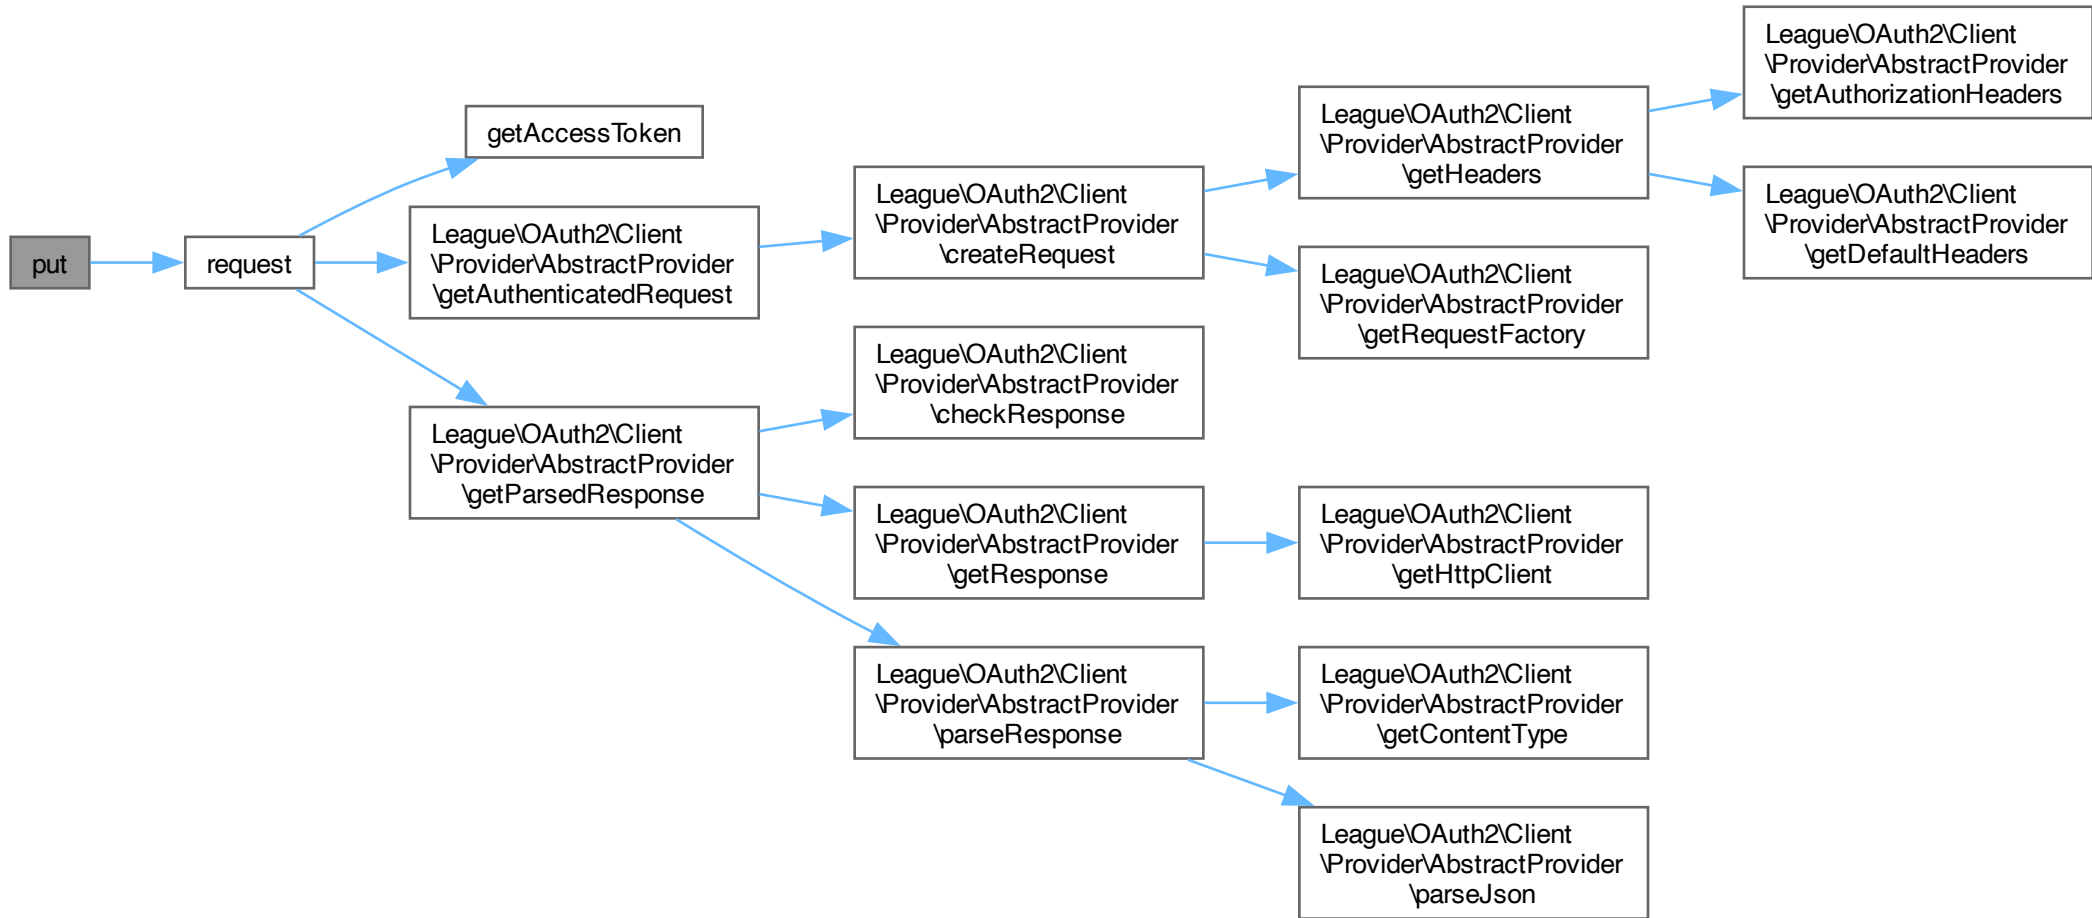 put
request
getAccessToken
League\OAuth2\Client
\Provider\AbstractProvider
\getAuthenticatedRequest
League\OAuth2\Client
\Provider\AbstractProvider
\getParsedResponse
League\OAuth2\Client
\Provider\AbstractProvider
\createRequest
League\OAuth2\Client
\Provider\AbstractProvider
\checkResponse
League\OAuth2\Client
\Provider\AbstractProvider
\getResponse
League\OAuth2\Client
\Provider\AbstractProvider
\parseResponse
League\OAuth2\Client
\Provider\AbstractProvider
\getHeaders
League\OAuth2\Client
\Provider\AbstractProvider
\getRequestFactory
League\OAuth2\Client
\Provider\AbstractProvider
\getHttpClient
League\OAuth2\Client
\Provider\AbstractProvider
\getContentType
League\OAuth2\Client
\Provider\AbstractProvider
\parseJson
League\OAuth2\Client
\Provider\AbstractProvider
\getAuthorizationHeaders
League\OAuth2\Client
\Provider\AbstractProvider
\getDefaultHeaders